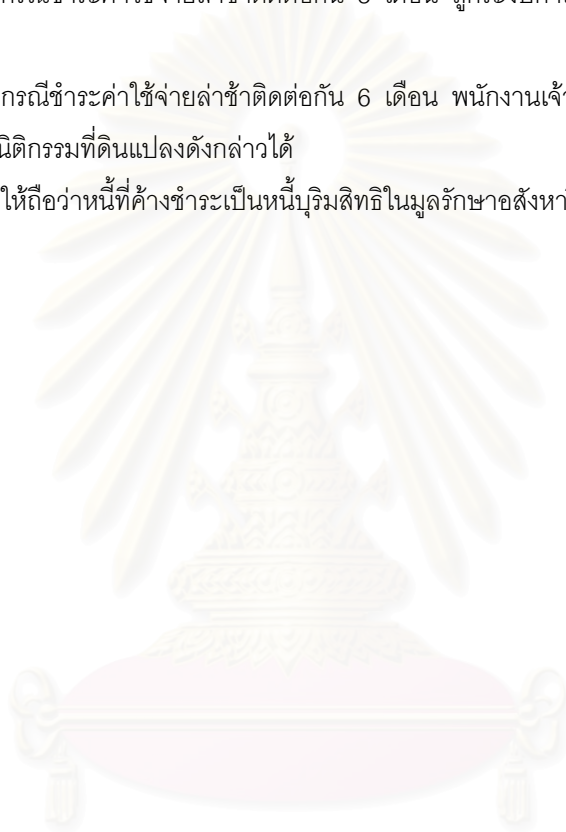 กรณีชำระค่าใช้จ่ายล่าช้าติดต่อกัน 6 เดือน พนักงานเจ้า
นิติกรรมที่ดินแปลงดังกล่าวได้
ให้ถือว่าหนี้ที่ค้างชำระเป็นหนี้บุริมสิทธิในมูลรักษาอสังหา